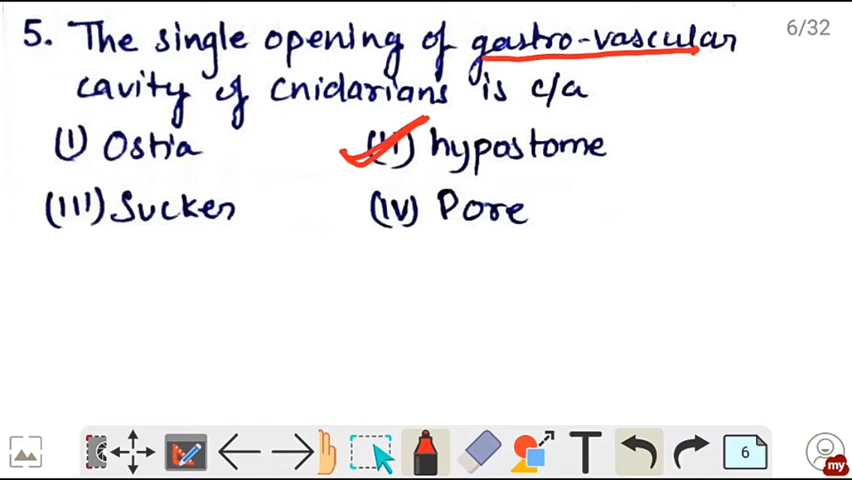 5. The single opening of gastro-vascular
6/32
cavity of cnidarians is c/a
(I) Ostia (II) hypostome
(III) Sucker (IV) Pore
T 6
my